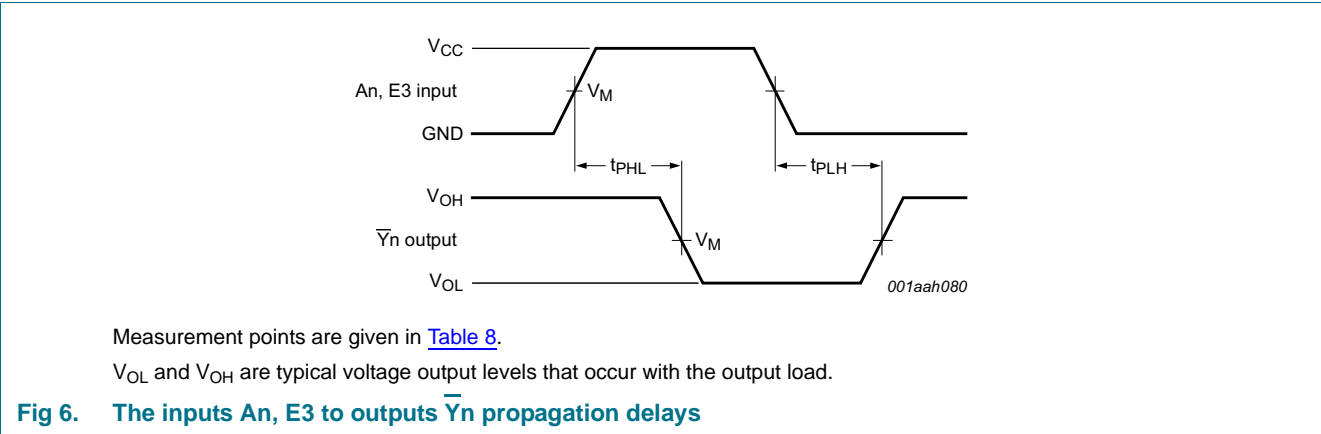 VCC
An, E3 input
VM
GND
tPHL
tPLH
VOH
Y̅n output
VM
VOL
001aah080
Measurement points are given in Table 8.
VOL and VOH are typical voltage output levels that occur with the output load.
Fig 6. The inputs An, E3 to outputs Y̅n propagation delays